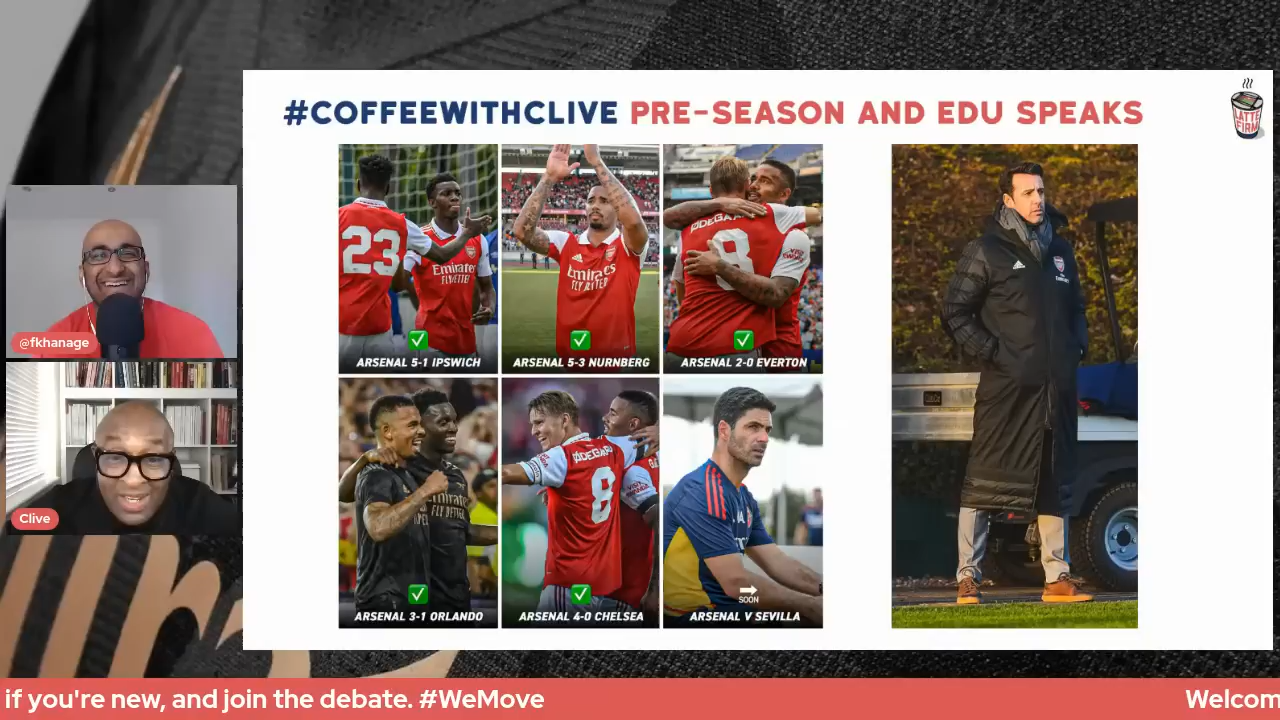 #COFFEEWITHCLIVE PRE-SEASON AND EDU SPEAKS
LATTE
FIRM
23
Emirates
FLY BETTER
ARSENAL 5-1 IPSWICH
Emirates
FLY BETTER
ARSENAL 5-3 NURNBERG
ØDEGAARD
8
ARSENAL 2-0 EVERTON
@fkhanage
Clive
Emirates
FLY BETTER
ARSENAL 3-1 ORLANDO
8
ARSENAL 4-0 CHELSEA
SOON
ARSENAL V SEVILLA
if you're new, and join the debate. #WeMove
Welcom